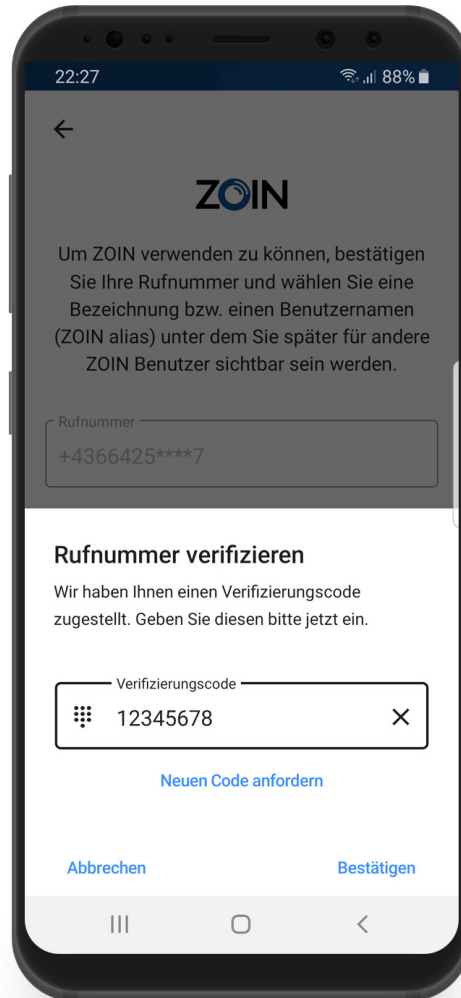 22:27 88%
ZOIN
Um ZOIN verwenden zu können, bestätigen
Sie Ihre Rufnummer und wählen Sie eine
Bezeichnung bzw. einen Benutzernamen
(ZOIN alias) unter dem Sie später für andere
ZOIN Benutzer sichtbar sein werden.
Rufnummer
+4366425****7
Rufnummer verifizieren
Wir haben Ihnen einen Verifizierungscode
zugestellt. Geben Sie diesen bitte jetzt ein.
Verifizierungscode
12345678
Neuen Code anfordern
Abbrechen Bestätigen